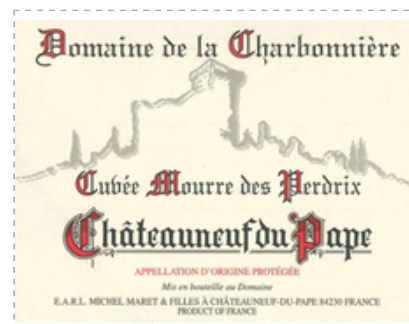 Domaine de la Charbonnière
Cuvée Mourre des Perdrix
Châteauneuf du Pape
APPELLATION D'ORIGINE PROTÉGÉE
Mis en bouteille au Domaine
E.A.R.L. MICHEL MARET & FILLES À CHÂTEAUNEUF-DU-PAPE 84230 FRANCE
PRODUCT OF FRANCE